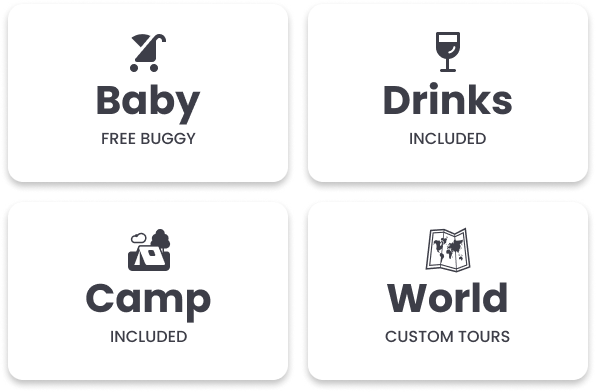 Baby
FREE BUGGY
Drinks
INCLUDED
Camp
INCLUDED
World
CUSTOM TOURS